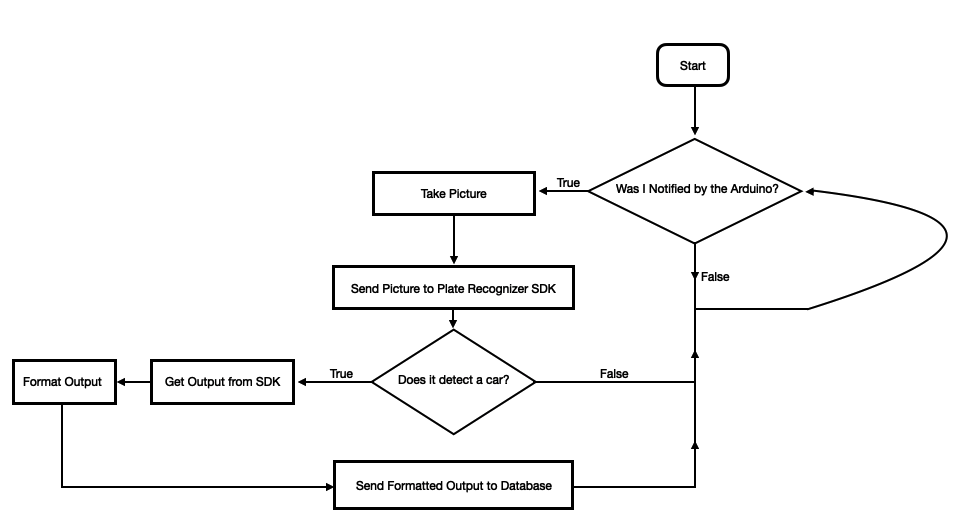 Start
Was I Notified by the Arduino?
True
Take Picture
False
Send Picture to Plate Recognizer SDK
Does it detect a car?
True
False
Get Output from SDK
Format Output
Send Formatted Output to Database